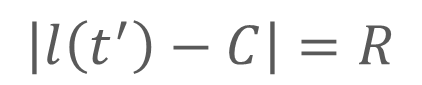 |l(t′) − C| = R